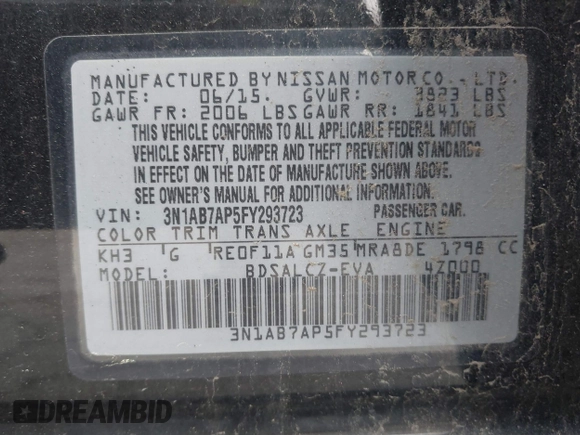 MANUFACTURED BY NISSAN MOTOR CO., LTD.
DATE: 06/15. GVWR: 3923 LBS
GAWR FR: 2006 LBS GAWR RR: 1841 LBS
THIS VEHICLE CONFORMS TO ALL APPLICABLE FEDERAL MOTOR
VEHICLE SAFETY, BUMPER AND THEFT PREVENTION STANDARDS
IN EFFECT ON THE DATE OF MANUFACTURE SHOWN ABOVE.
SEE OWNER'S MANUAL FOR ADDITIONAL INFORMATION.
VIN: 3N1AB7AP5FY293723 PASSENGER CAR.
COLOR TRIM TRANS AXLE ENGINE
KH3 G RE0F11A GM35 MRA8DE 1798 CC
MODEL: BDSALCZ-EVA 4Z000
3N1AB7AP5FY293723
DREAMBID